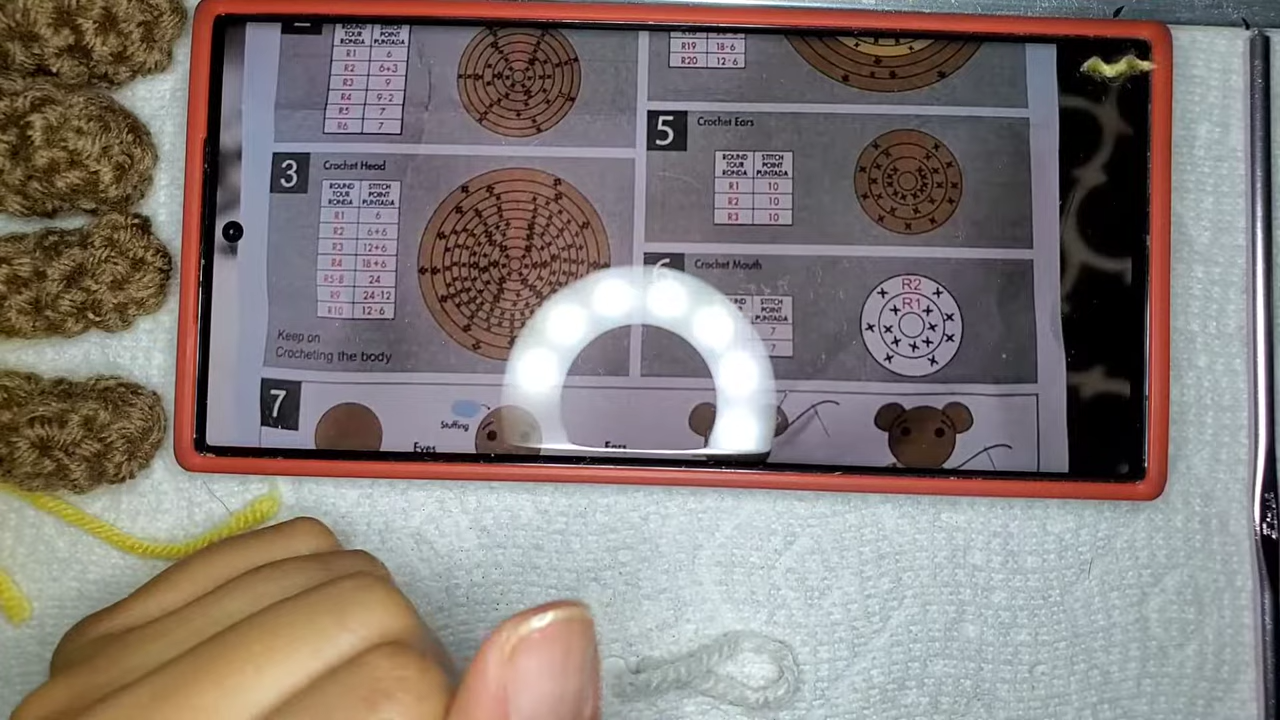 ROUND TOUR RONDA STITCH POINT PUNTADA
R1 6
R2 6+3
R3 9
R4 9-2
R5 7
R6 7
3 Crochet Head
ROUND TOUR RONDA STITCH POINT PUNTADA
R1 6
R2 6+6
R3 12+6
R4 18+6
R5-8 24
R9 24-12
R10 12-6
Keep on
Crocheting the body
R19 18-6
R20 12-6
5 Crochet Ears
ROUND TOUR RONDA STITCH POINT PUNTADA
R1 10
R2 10
R3 10
6 Crochet Mouth
STITCH POINT PUNTADA
7
7
R2
R1
7
Stuffing
Eyes
Ears